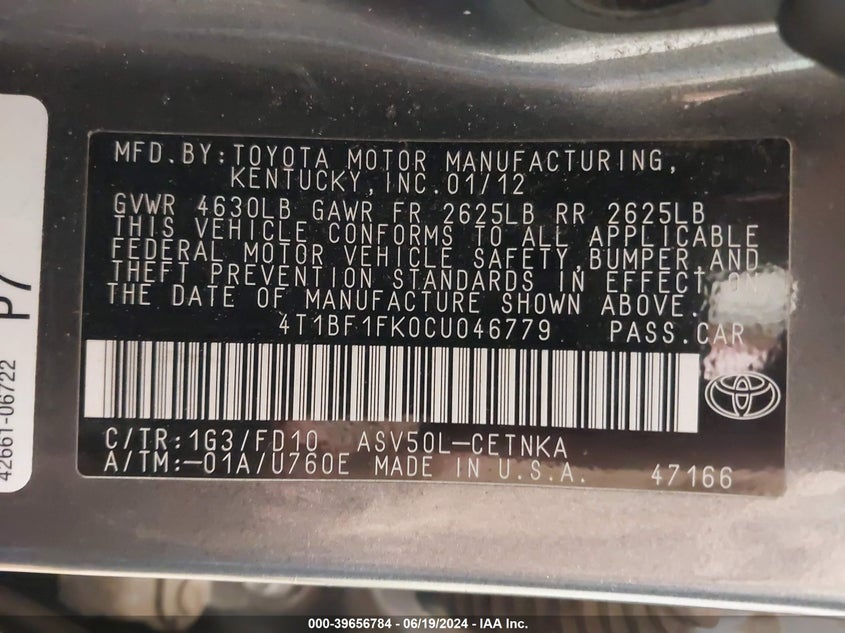 MFD.BY:TOYOTA MOTOR MANUFACTURING,
KENTUCKY,INC.01/12
GVWR 4630LB GAWR FR 2625LB RR 2625LB
THIS VEHICLE CONFORMS TO ALL APPLICABLE
FEDERAL MOTOR VEHICLE SAFETY,BUMPER,AND
THEFT PREVENTION STANDARDS IN EFFECT ON
THE DATE OF MANUFACTURE SHOWN ABOVE.
4T1BF1FK0CU046779 PASS.CAR
C/TR:1G3/FD10 ASV50L-CETNKA
A/TM:-01A/U760E MADE IN U.S.A. 47166
P7
42661-06722
000-39656784 - 06/19/2024 - IAA Inc.